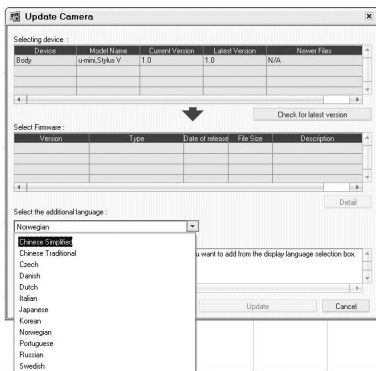 Update Camera
Selecting device :
Device Model Name Current Version Latest Version Newer Files
Body u-mini,Stylus V 1.0 1.0 N/A
Check for latest version
Select Firmware :
Version Type Date of release File Size Description
Detail
Select the additional language :
Norwegian
Chinese Simplified
u want to add from the display language selection box.
Chinese Traditional
Czech
Danish
Dutch
Italian
Japanese
Update Cancel
Korean
Norwegian
Portuguese
Russian
Swedish